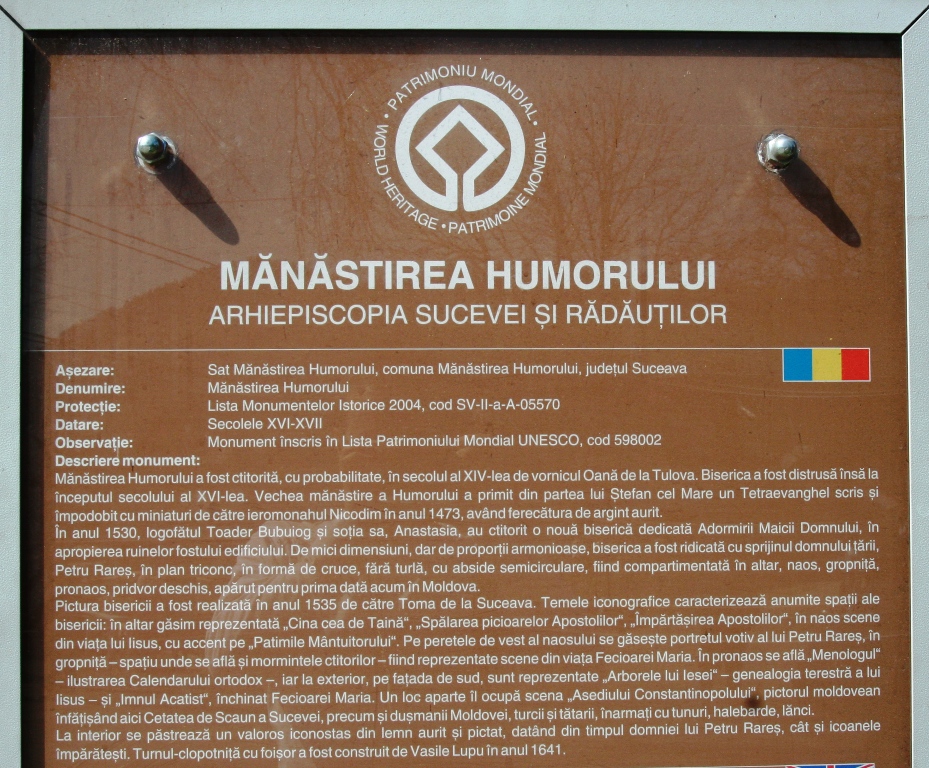 • PATRIMONIU MONDIAL •
WORLD HERITAGE • PATRIMOINE MONDIAL
MĂNĂSTIREA HUMORULUI
ARHIEPISCOPIA SUCEVEI ȘI RĂDĂUȚILOR
Așezare: Sat Mănăstirea Humorului, comuna Mănăstirea Humorului, județul Suceava
Denumire: Mănăstirea Humorului
Protecție: Lista Monumentelor Istorice 2004, cod SV-II-a-A-05570
Datare: Secolele XVI-XVII
Observație: Monument înscris în Lista Patrimoniului Mondial UNESCO, cod 598002
Descriere monument:
Mănăstirea Humorului a fost ctitorită, cu probabilitate, în secolul al XIV-lea de vornicul Oană de la Tulova. Biserica a fost distrusă însă la
începutul secolului al XVI-lea. Vechea mănăstire a Humorului a primit din partea lui Ștefan cel Mare un Tetraevanghel scris și
împodobit cu miniaturi de către ieromonahul Nicodim în anul 1473, având ferecătura de argint aurit.
În anul 1530, logofătul Toader Bubuiog și soția sa, Anastasia, au ctitorit o nouă biserică dedicată Adormirii Maicii Domnului, în
apropierea ruinelor fostului edificiului. De mici dimensiuni, dar de proporții armonioase, biserica a fost ridicată cu sprijinul domnului țării,
Petru Rareș, în plan triconc, în formă de cruce, fără turlă, cu abside semicirculare, fiind compartimentată în altar, naos, gropniță,
pronaos, pridvor deschis, apărut pentru prima dată acum în Moldova.
Pictura bisericii a fost realizată în anul 1535 de către Toma de la Suceava. Temele iconografice caracterizează anumite spații ale
bisericii: în altar găsim reprezentată „Cina cea de Taină“, „Spălarea picioarelor Apostolilor“, „Împărtășirea Apostolilor“, în naos scene
din viața lui Iisus, cu accent pe „Patimile Mântuitorului“. Pe peretele de vest al naosului se găsește portretul votiv al lui Petru Rareș, în
gropniță – spațiu unde se află și mormintele ctitorilor – fiind reprezentate scene din viața Fecioarei Maria. În pronaos se află „Menologul“
– ilustrarea Calendarului ortodox –, iar la exterior, pe fațada de sud, sunt reprezentate „Arborele lui Iesei“ – genealogia terestră a lui
Iisus – și „Imnul Acatist“, închinat Fecioarei Maria. Un loc aparte îl ocupă scena „Asediului Constantinopolului“, pictorul moldovean
înfățișând aici Cetatea de Scaun a Sucevei, precum și dușmanii Moldovei, turcii și tătarii, înarmați cu tunuri, halebarde, lănci.
La interior se păstrează un valoros iconostas din lemn aurit și pictat, datând din timpul domniei lui Petru Rareș, cât și icoanele
împărătești. Turnul-clopotniță cu foișor a fost construit de Vasile Lupu în anul 1641.